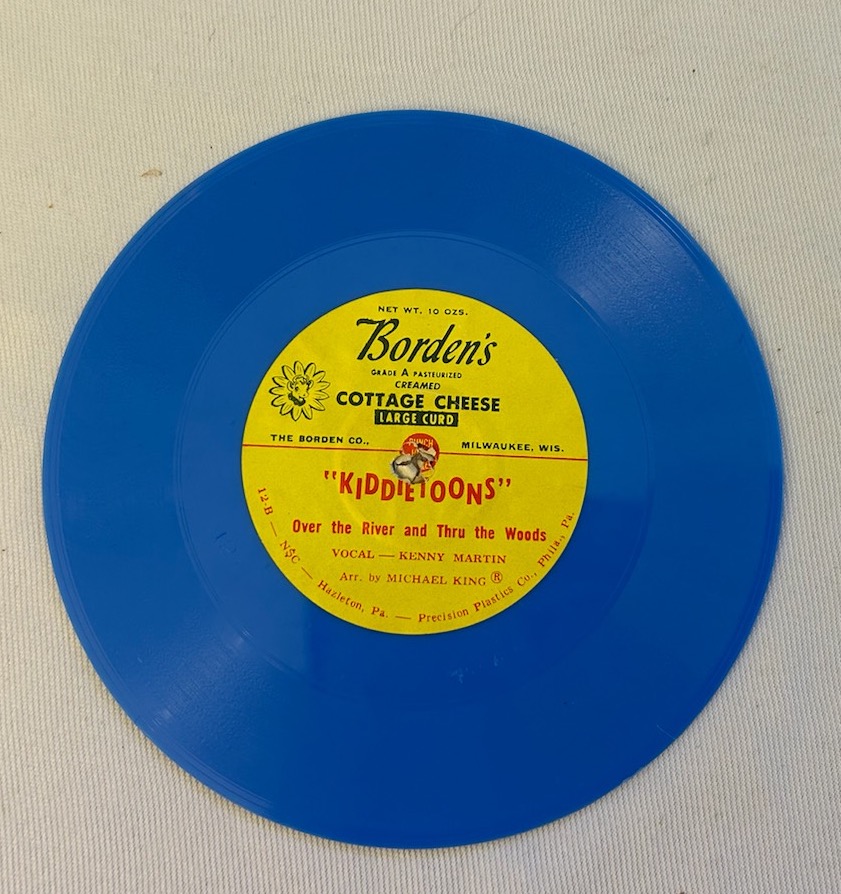 NET WT. 10 OZS.
Borden's
GRADE A PASTEURIZED
CREAMED
COTTAGE CHEESE
LARGE CURD
THE BORDEN CO., MILWAUKEE, WIS.
PUNCH
"KIDDIETOONS"
Over the River and Thru the Woods
VOCAL — KENNY MARTIN
Arr. by MICHAEL KING ®
12-B — N$C — Hazleton, Pa. — Precision Plastics Co., Phila., Pa.